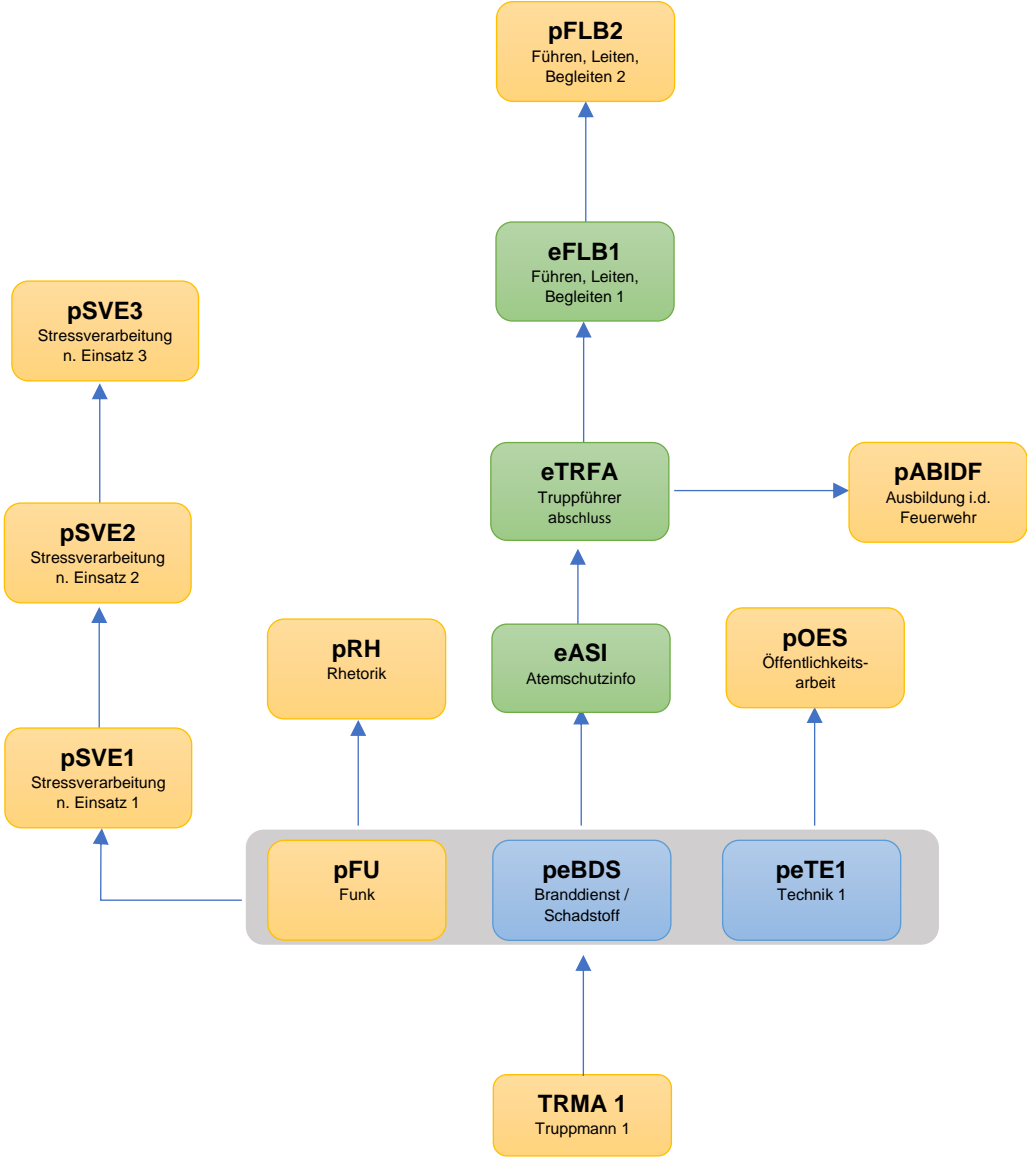 pFLB2
Führen, Leiten,
Begleiten 2
eFLB1
Führen, Leiten,
Begleiten 1
pSVE3
Stressverarbeitung
n. Einsatz 3
eTRFA
Truppführer
abschluss
pABIDF
Ausbildung i.d.
Feuerwehr
pSVE2
Stressverarbeitung
n. Einsatz 2
pRH
Rhetorik
eASI
Atemschutzinfo
pOES
Öffentlichkeits-
arbeit
pSVE1
Stressverarbeitung
n. Einsatz 1
pFU
Funk
peBDS
Branddienst /
Schadstoff
peTE1
Technik 1
TRMA 1
Truppmann 1